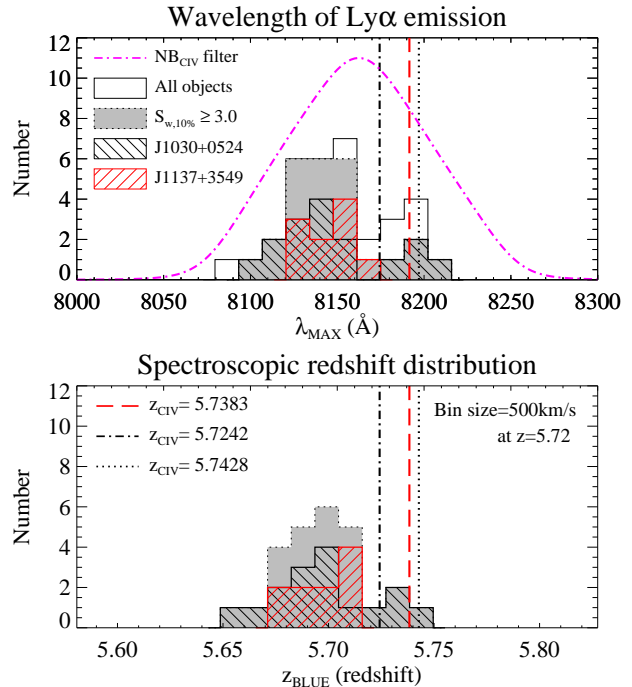 Wavelength of Lyα emission
12
10
8
6
4
2
0
Number
NB_CIV filter
All objects
S_w,10% ≥ 3.0
J1030+0524
J1137+3549
8000 8050 8100 8150 8200 8250 8300
λ_MAX (Å)
Spectroscopic redshift distribution
12
10
8
6
4
2
0
Number
z_CIV= 5.7383
z_CIV= 5.7242
z_CIV= 5.7428
Bin size=500km/s
at z=5.72
5.60 5.65 5.70 5.75 5.80
z_BLUE (redshift)